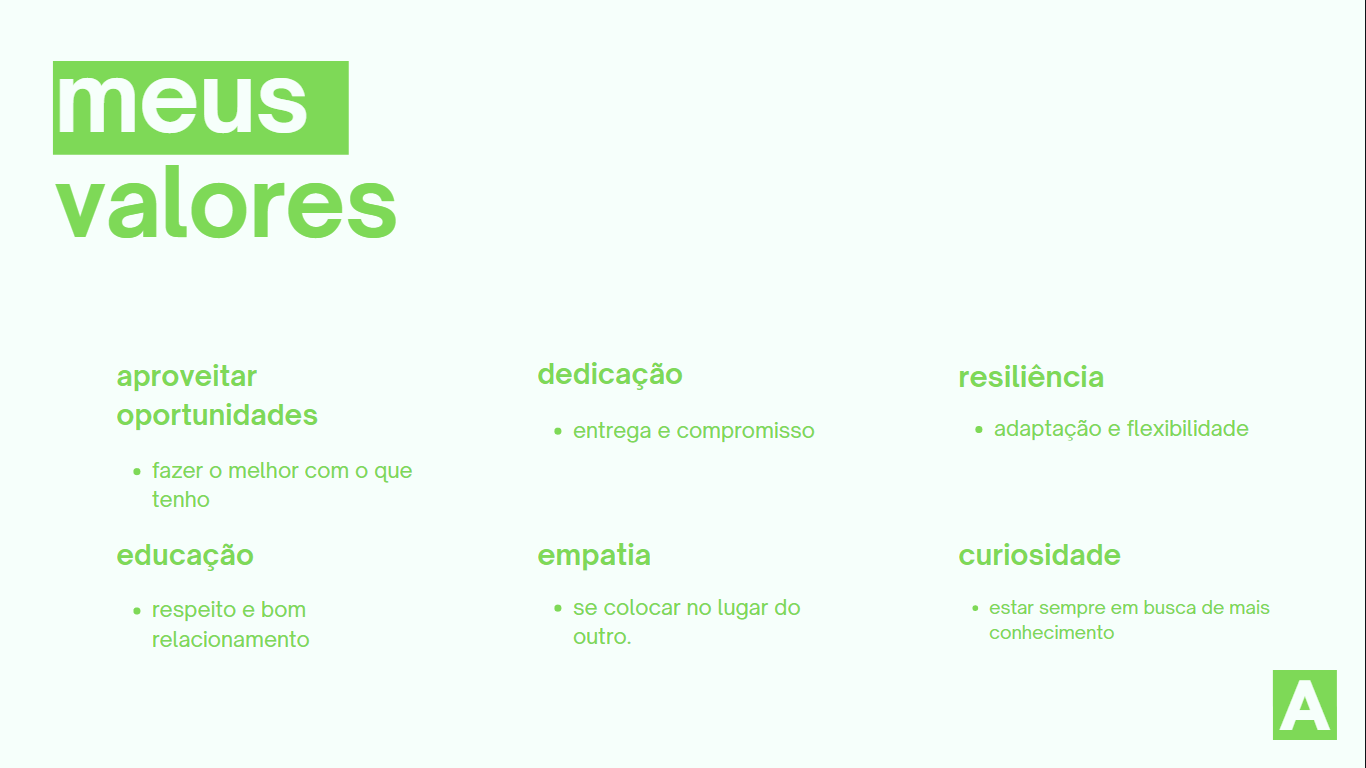 meus
valores
aproveitar
oportunidades
• fazer o melhor com o que
tenho
dedicação
• entrega e compromisso
resiliência
• adaptação e flexibilidade
educação
• respeito e bom
relacionamento
empatia
• se colocar no lugar do
outro.
curiosidade
• estar sempre em busca de mais
conhecimento
A